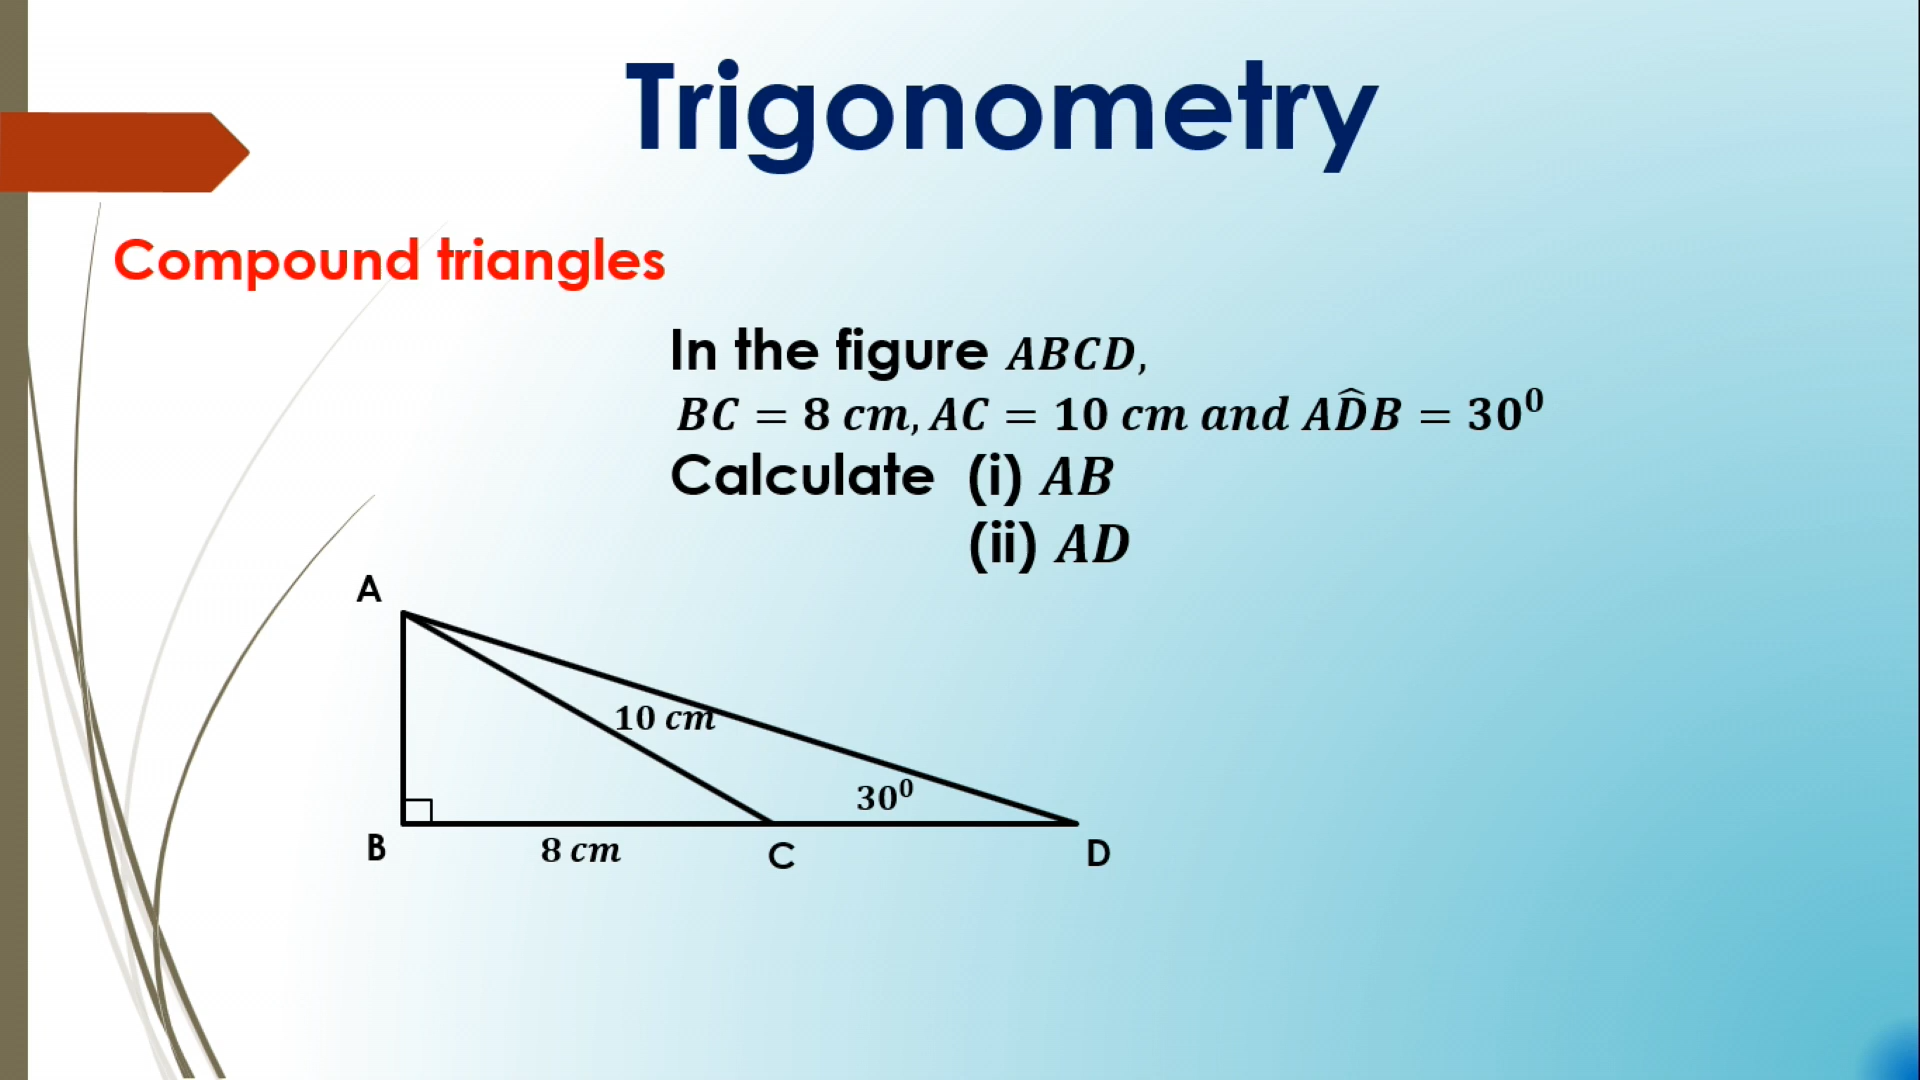 Trigonometry
Compound triangles
In the figure ABCD,
BC = 8 cm, AC = 10 cm and AD̂B = 30⁰
Calculate (i) AB
(ii) AD
A
10 cm
30⁰
B
8 cm
C
D